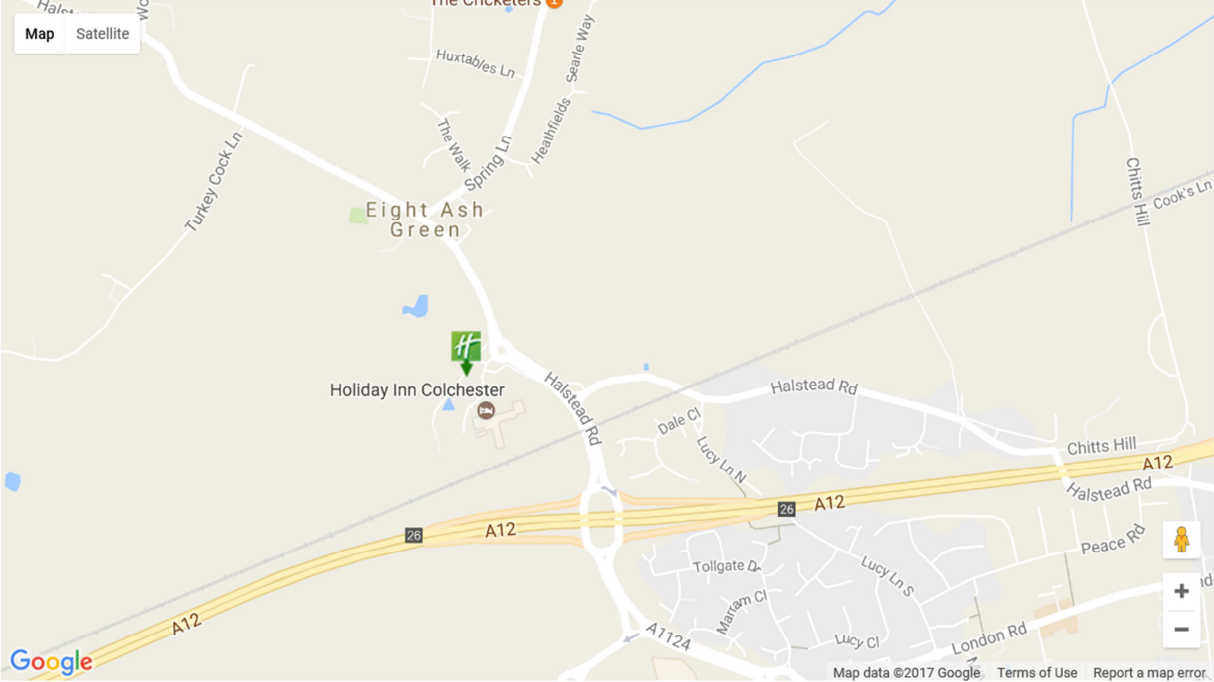 The Cricketers
1
Map
Satellite
Huxtables Ln
Searle Way
Heathfields
The Walk
Spring Ln
Turkey Cock Ln
Chitts Hill
Cook's Ln
Eight Ash
Green
H
Holiday Inn Colchester
Halstead Rd
Halstead Rd
Dale Cl
Lucy Ln N
Chitts Hill
A12
Halstead Rd
26
A12
26
A12
Peace Rd
Tollgate Dr
Lucy Ln S
Marram Cl
A12
A1124
Lucy Cl
London Rd
+
−
Google
Map data ©2017 Google
Terms of Use
Report a map error